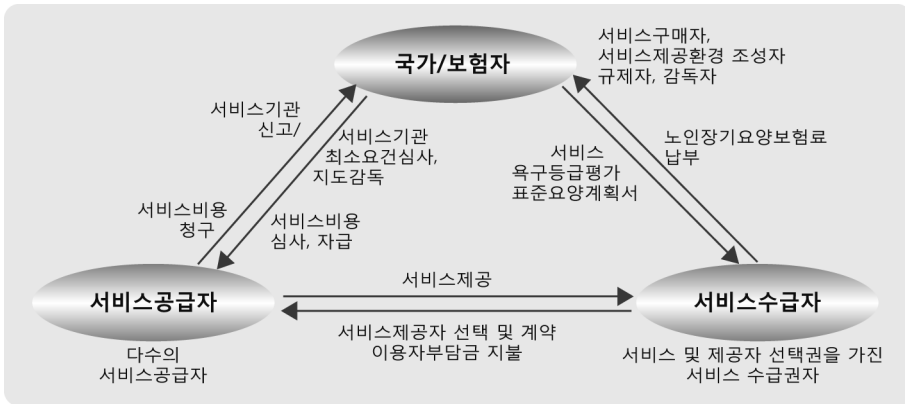 서비스구매자,
서비스제공환경 조성자
규제자, 감독자
국가/보험자
서비스기관
신고/
서비스기관
최소요건심사,
지도감독
서비스
욕구등급평가
표준요양계획서
노인장기요양보험료
납부
서비스비용
청구
서비스비용
심사, 자급
서비스공급자
서비스제공
서비스수급자
서비스제공자 선택 및 계약
이용자부담금 지불
다수의
서비스공급자
서비스 및 제공자 선택권을 가진
서비스 수급권자